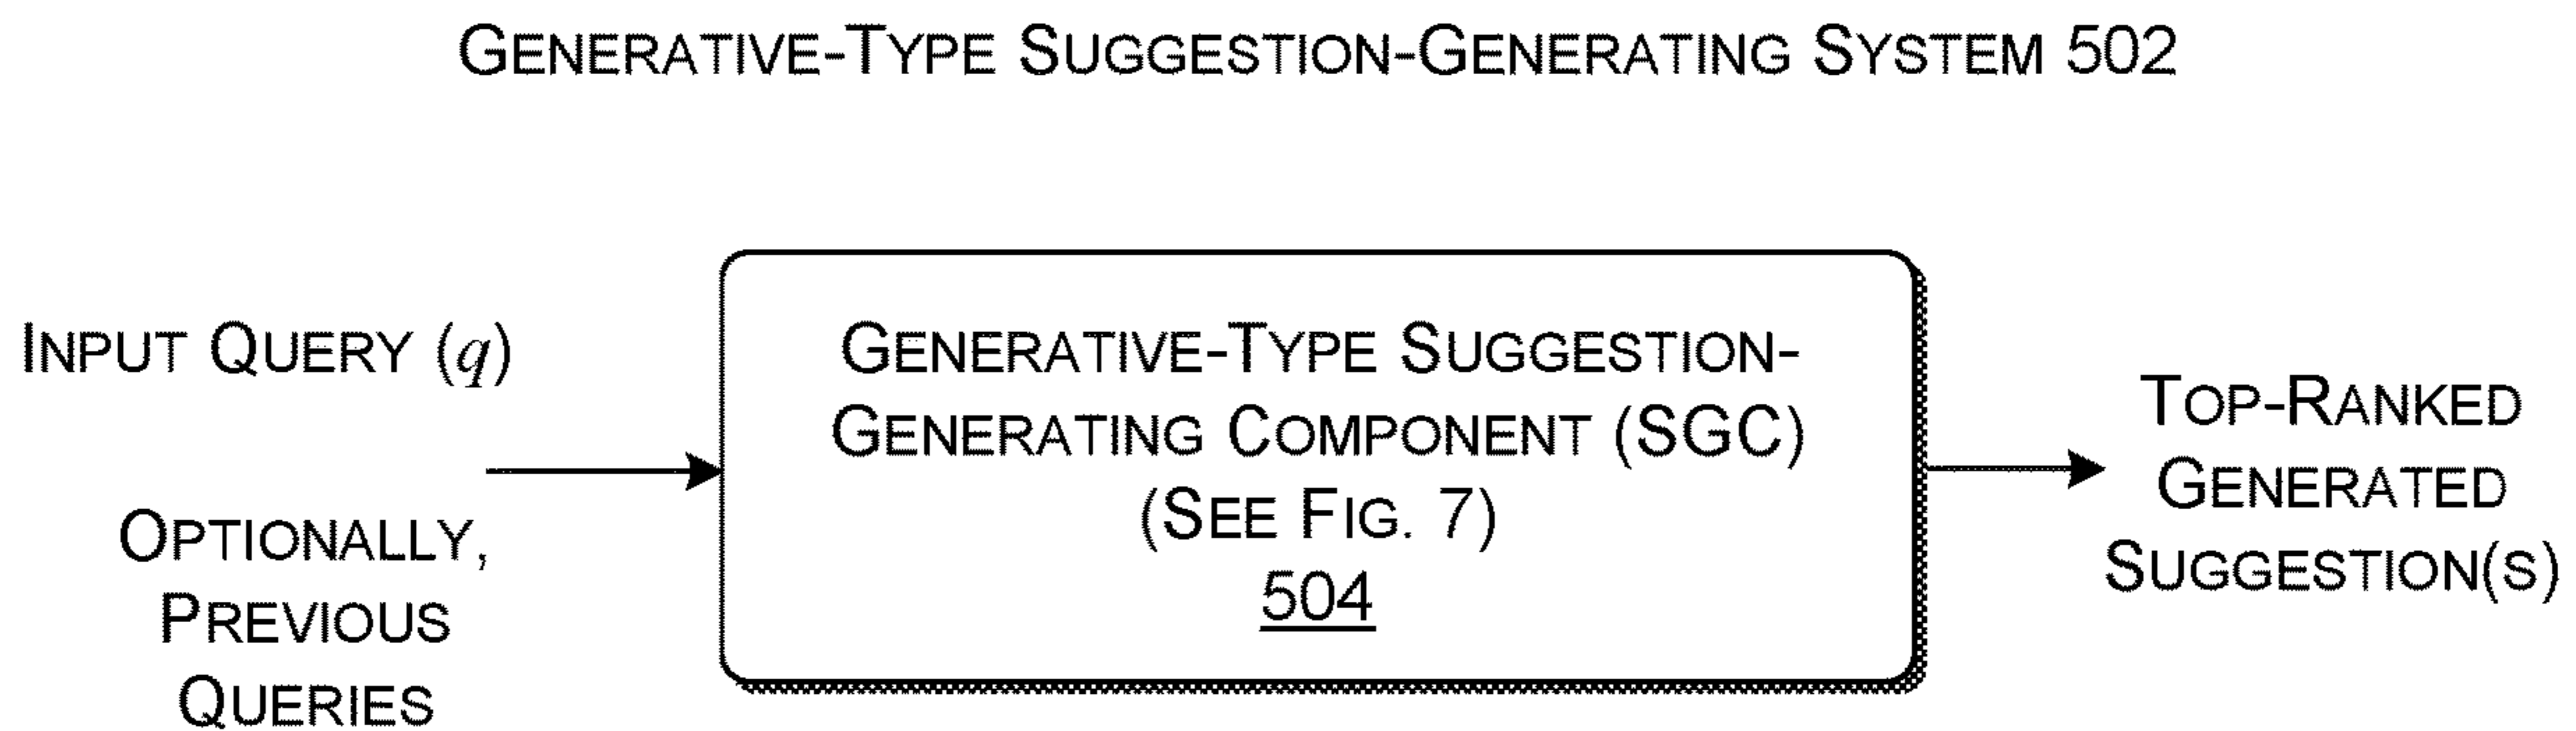 GENERATIVE-TYPE SUGGESTION-GENERATING SYSTEM 502
INPUT QUERY (q)
OPTIONALLY,
PREVIOUS
QUERIES
GENERATIVE-TYPE SUGGESTION-
GENERATING COMPONENT (SGC)
(SEE FIG. 7)
504
TOP-RANKED
GENERATED
SUGGESTION(S)